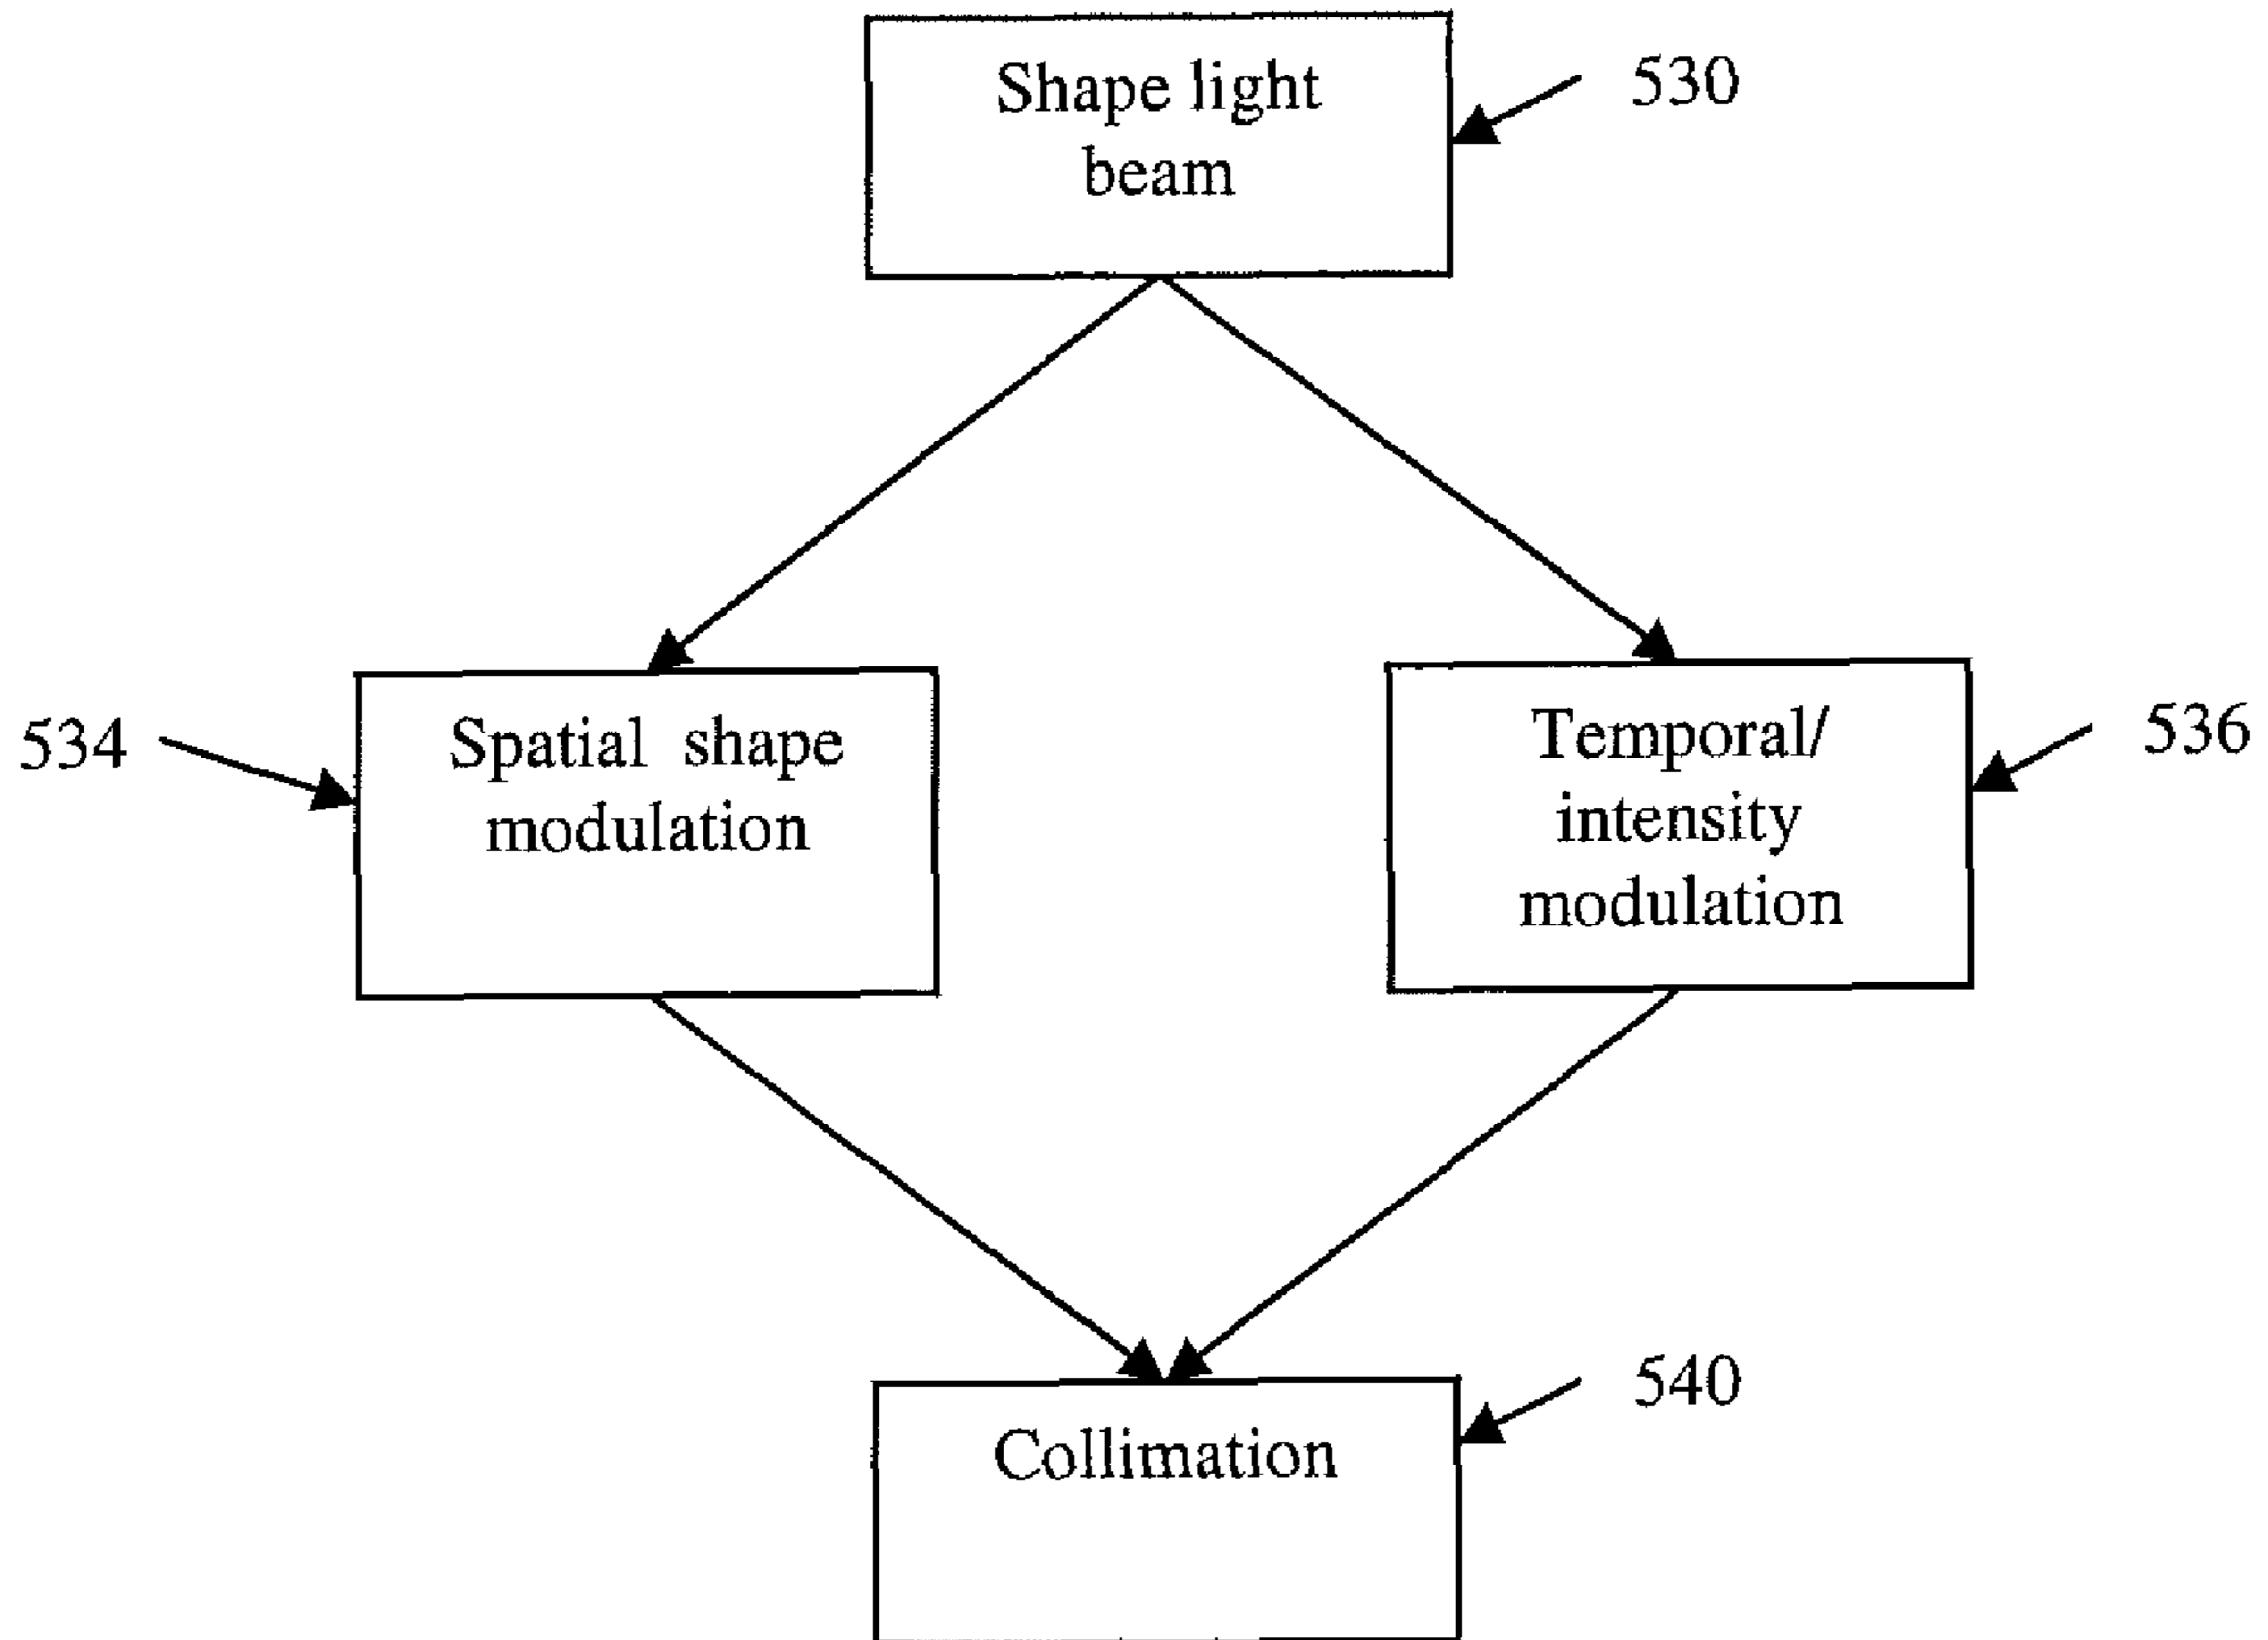 Shape light
beam
530
534
Spatial shape
modulation
Temporal/
intensity
modulation
536
540
Collimation